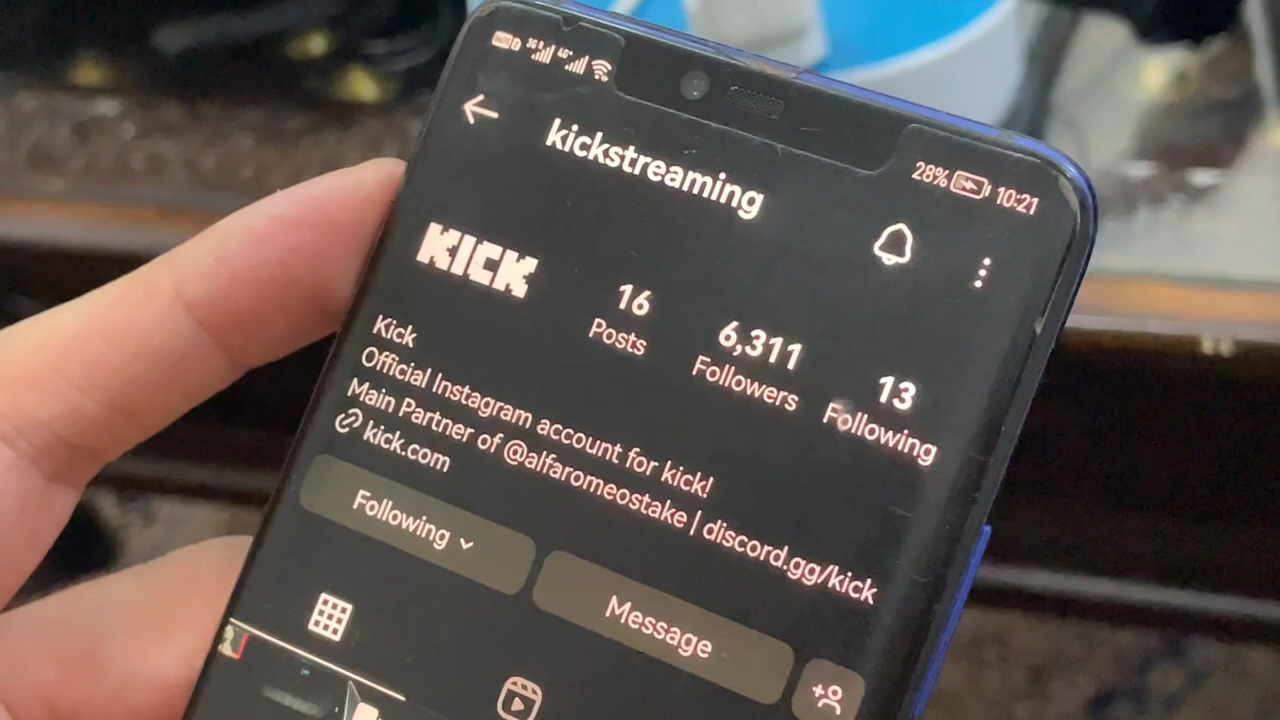 28% 10:21
kickstreaming
KICK
16
Posts
6,311
Followers
13
Following
Kick
Official Instagram account for kick!
Main Partner of @alfaromeostake | discord.gg/kick
kick.com
Following
Message